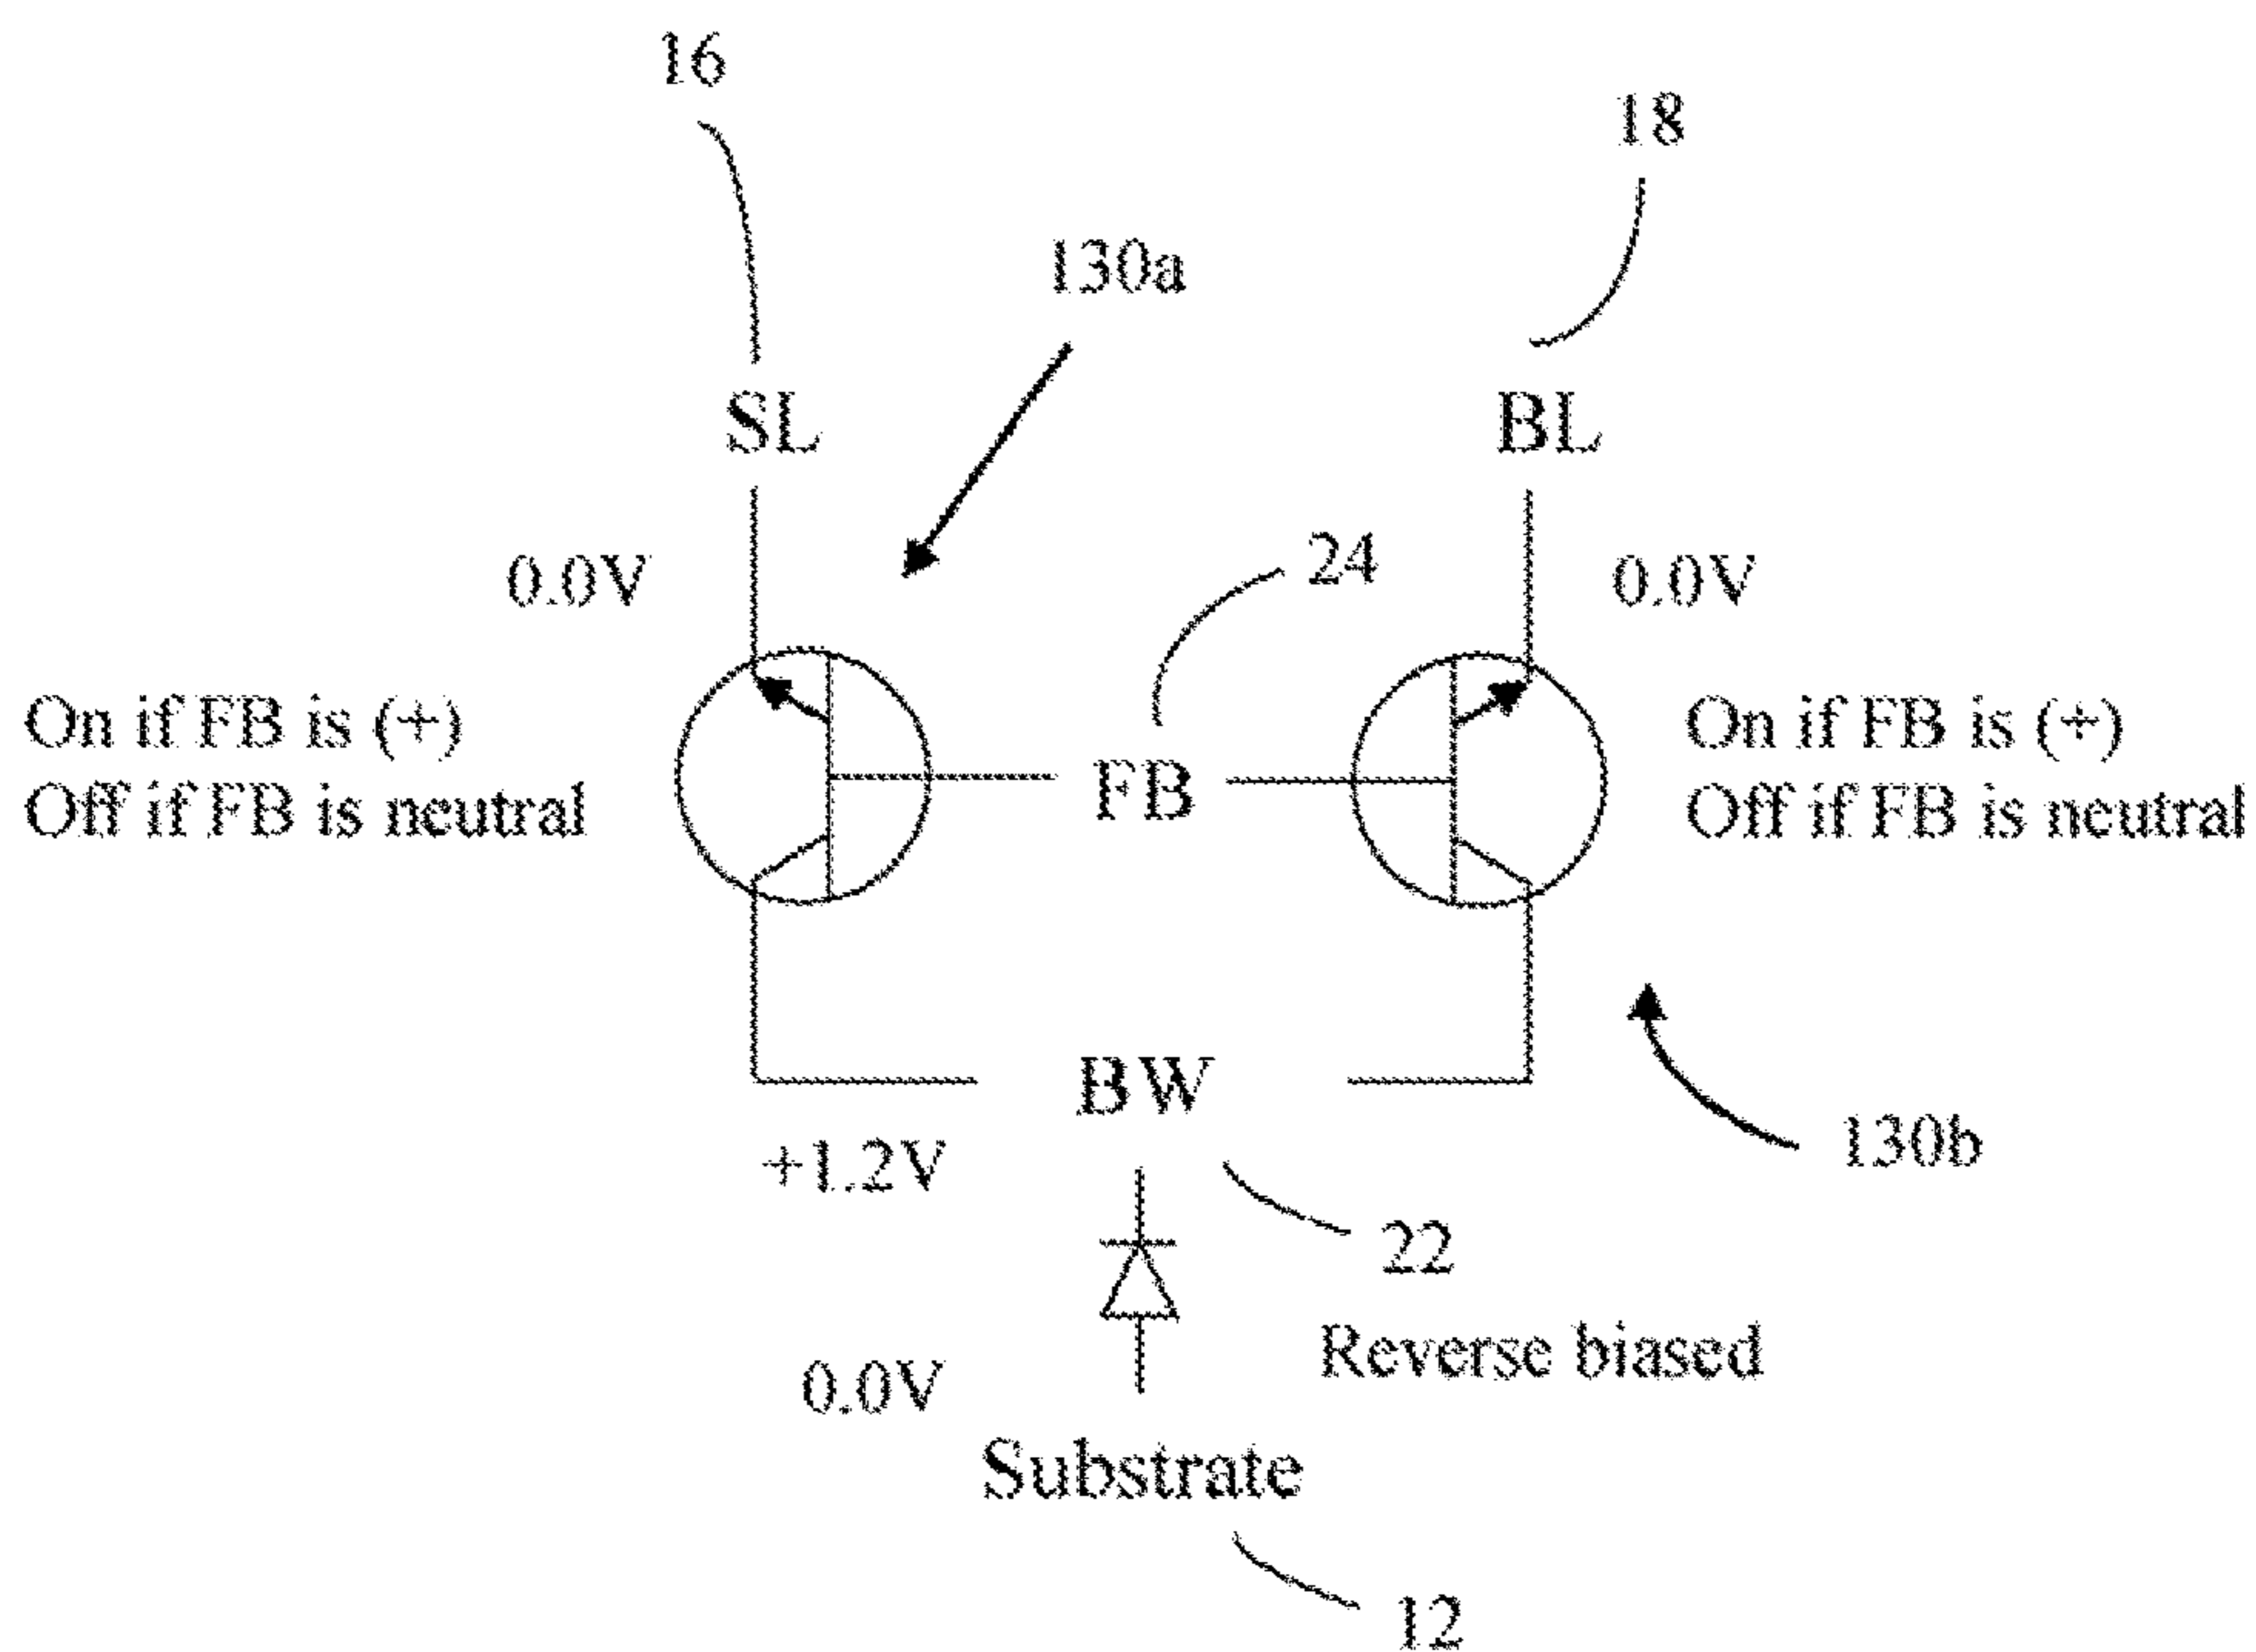 16
18
130a
SL
BL
24
0.0V
0.0V
On if FB is (+)
Off if FB is neutral
FB
On if FB is (+)
Off if FB is neutral
BW
+1.2V
130b
22
Reverse biased
0.0V
Substrate
12